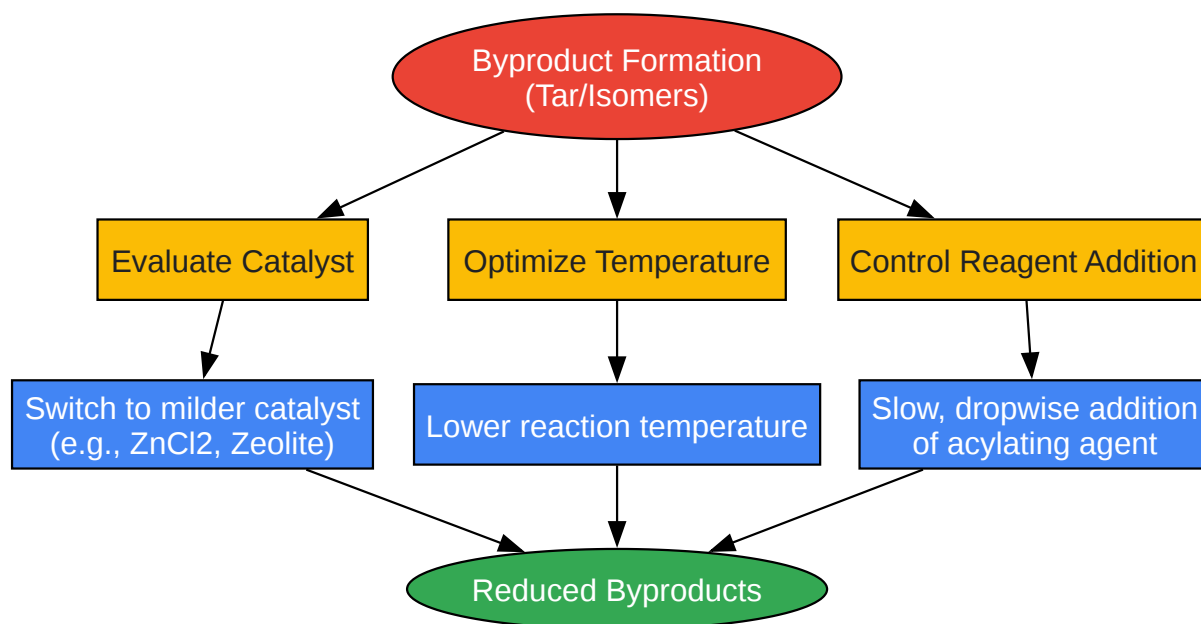 Byproduct Formation
(Tar/Isomers)
Evaluate Catalyst
Optimize Temperature
Control Reagent Addition
Switch to milder catalyst
(e.g., ZnCl2, Zeolite)
Lower reaction temperature
Slow, dropwise addition
of acylating agent
Reduced Byproducts